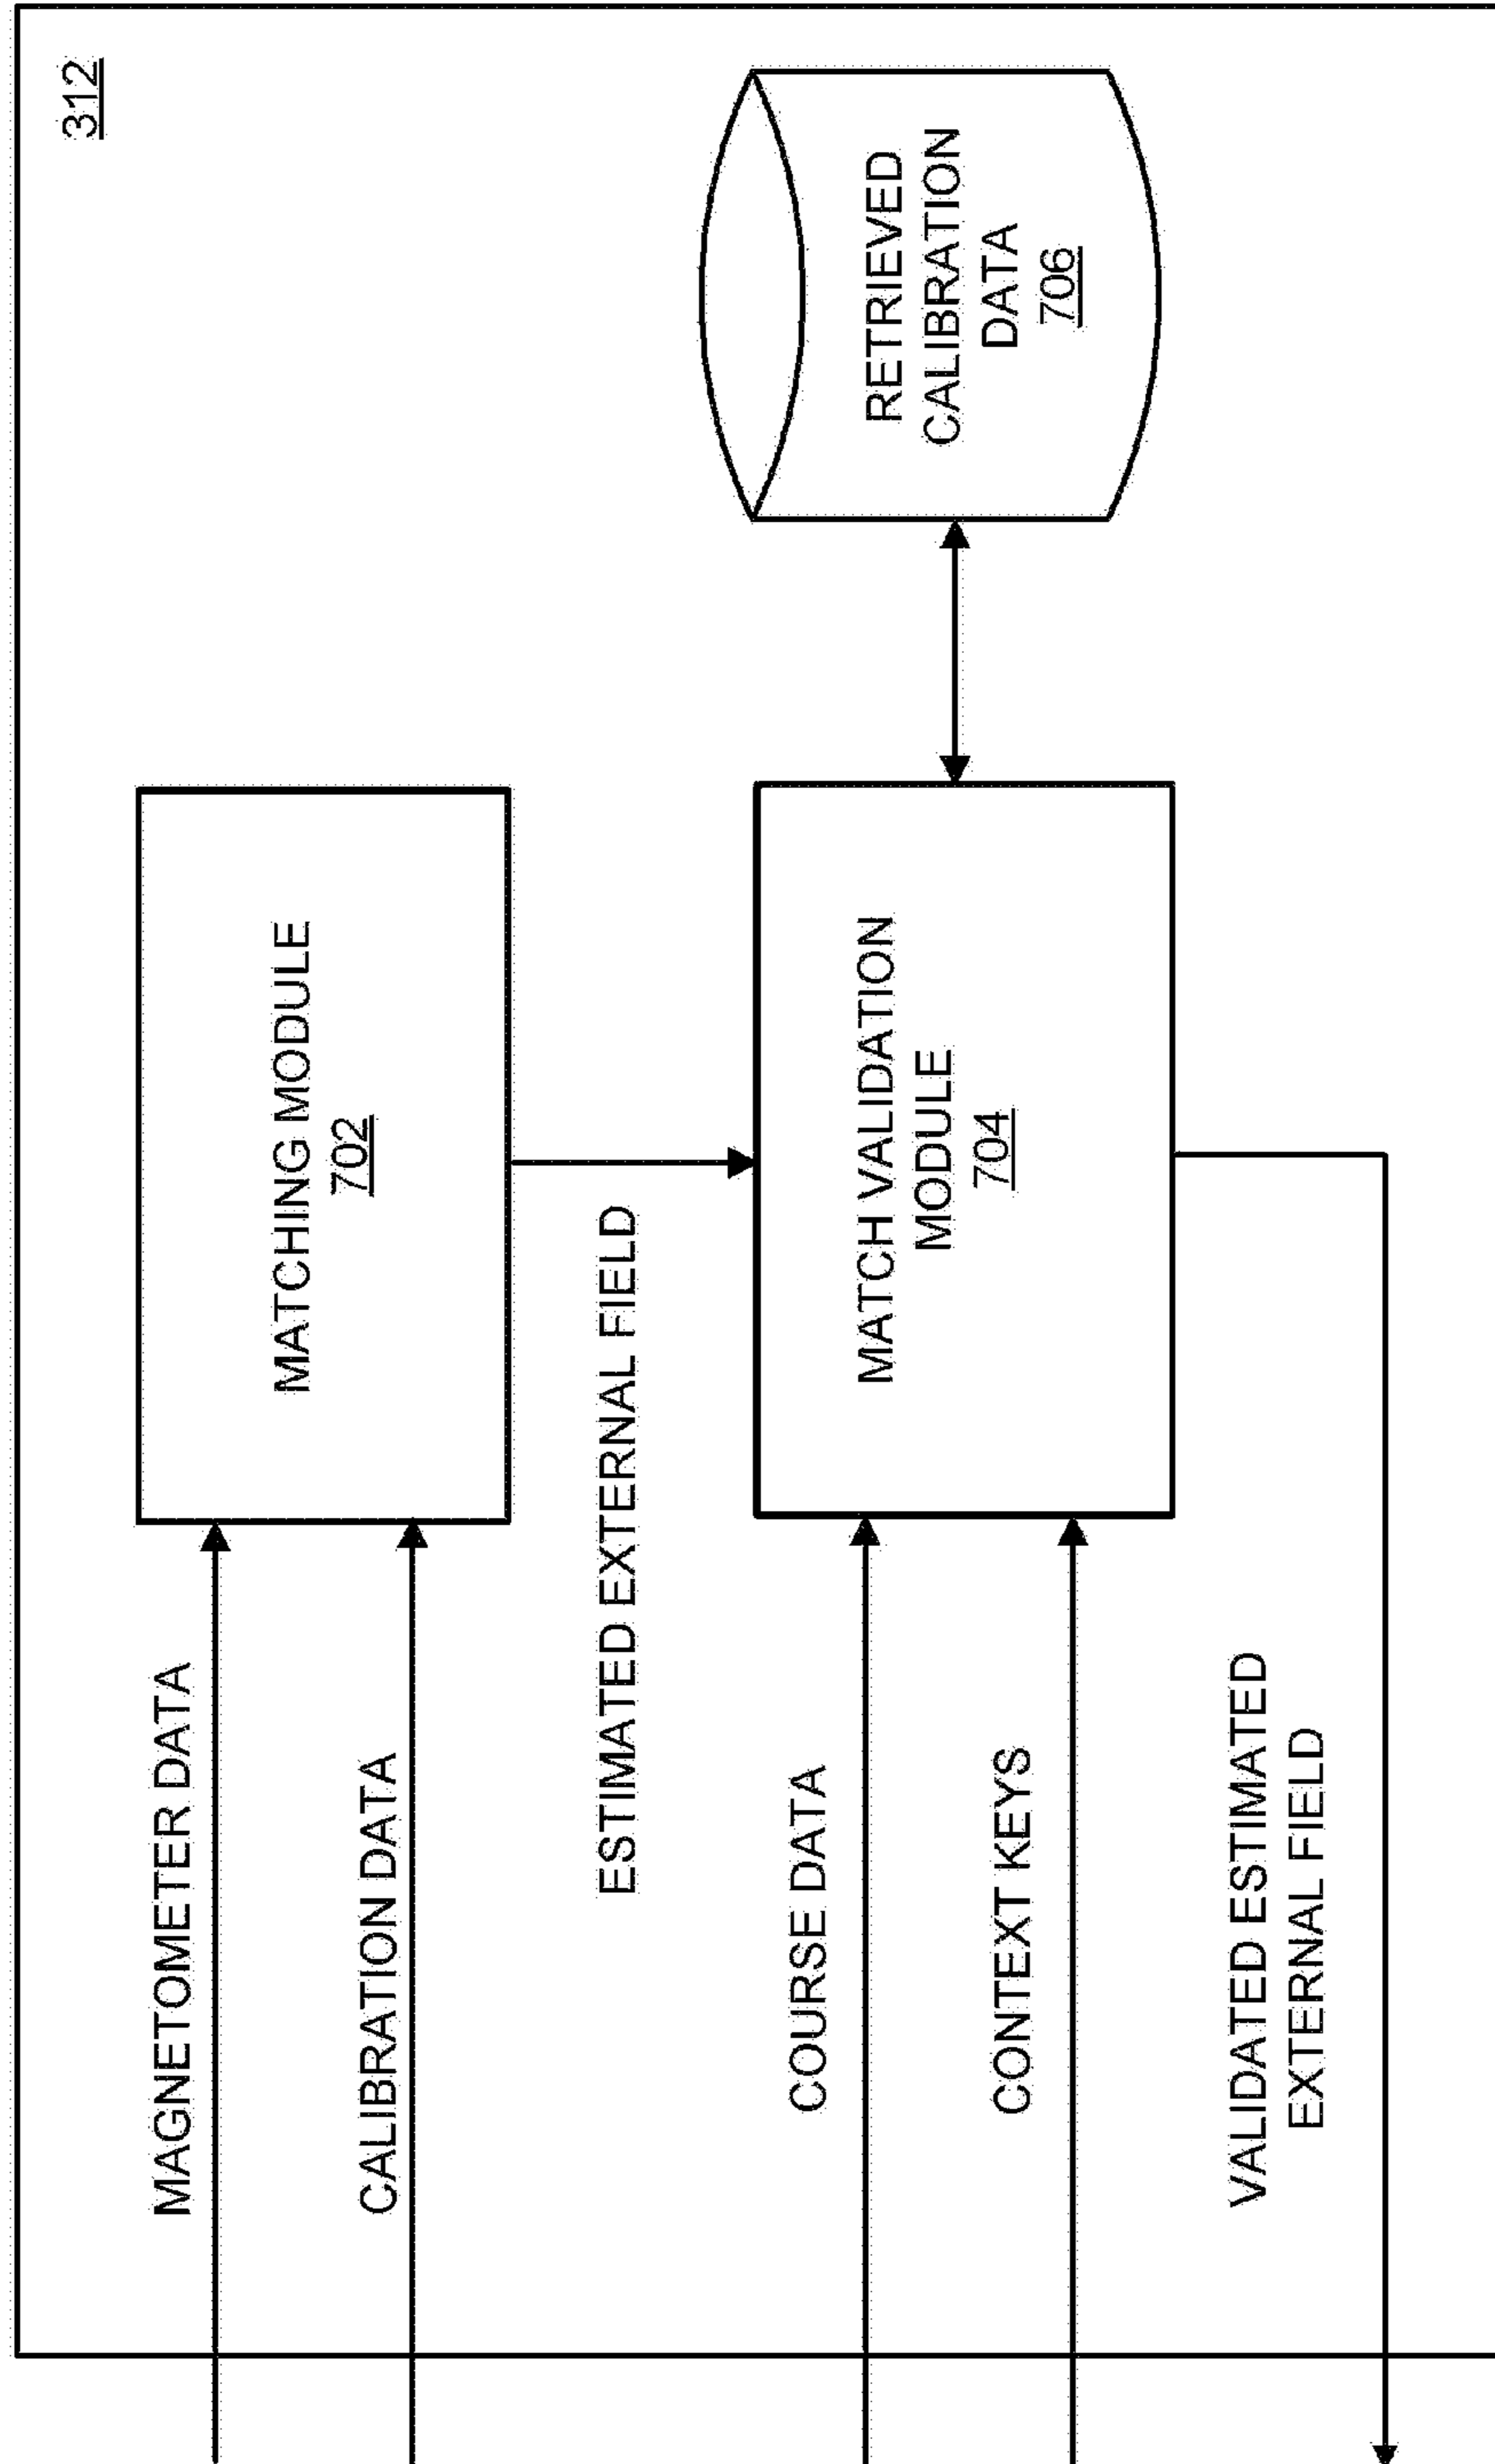 312
MAGNETOMETER DATA
CALIBRATION DATA
MATCHING MODULE
702
ESTIMATED EXTERNAL FIELD
COURSE DATA
CONTEXT KEYS
MATCH VALIDATION
MODULE
704
RETRIEVED
CALIBRATION
DATA
706
VALIDATED ESTIMATED
EXTERNAL FIELD